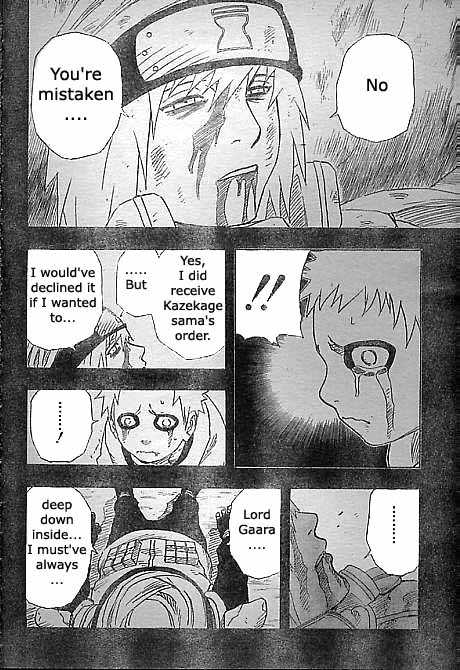 No
You're
mistaken
....
!!
Yes,
I did
receive
Kazekage
sama's
order.
.....
But
I would've
declined it
if I wanted
to...
........
,
........
Lord
Gaara
....
deep
down
inside...
I must've
always
...